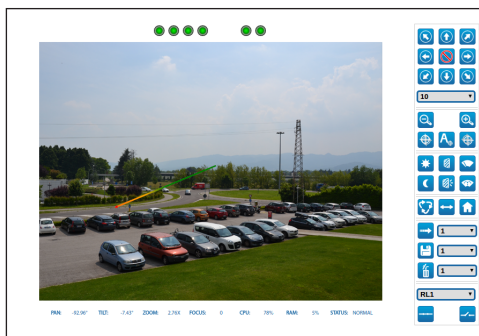 10
A
1
1
1
RL1
PAN: -92.96° TILT: -7.43° ZOOM: 2.76X FOCUS: 0 CPU: 78% RAM: 5% STATUS: NORMAL